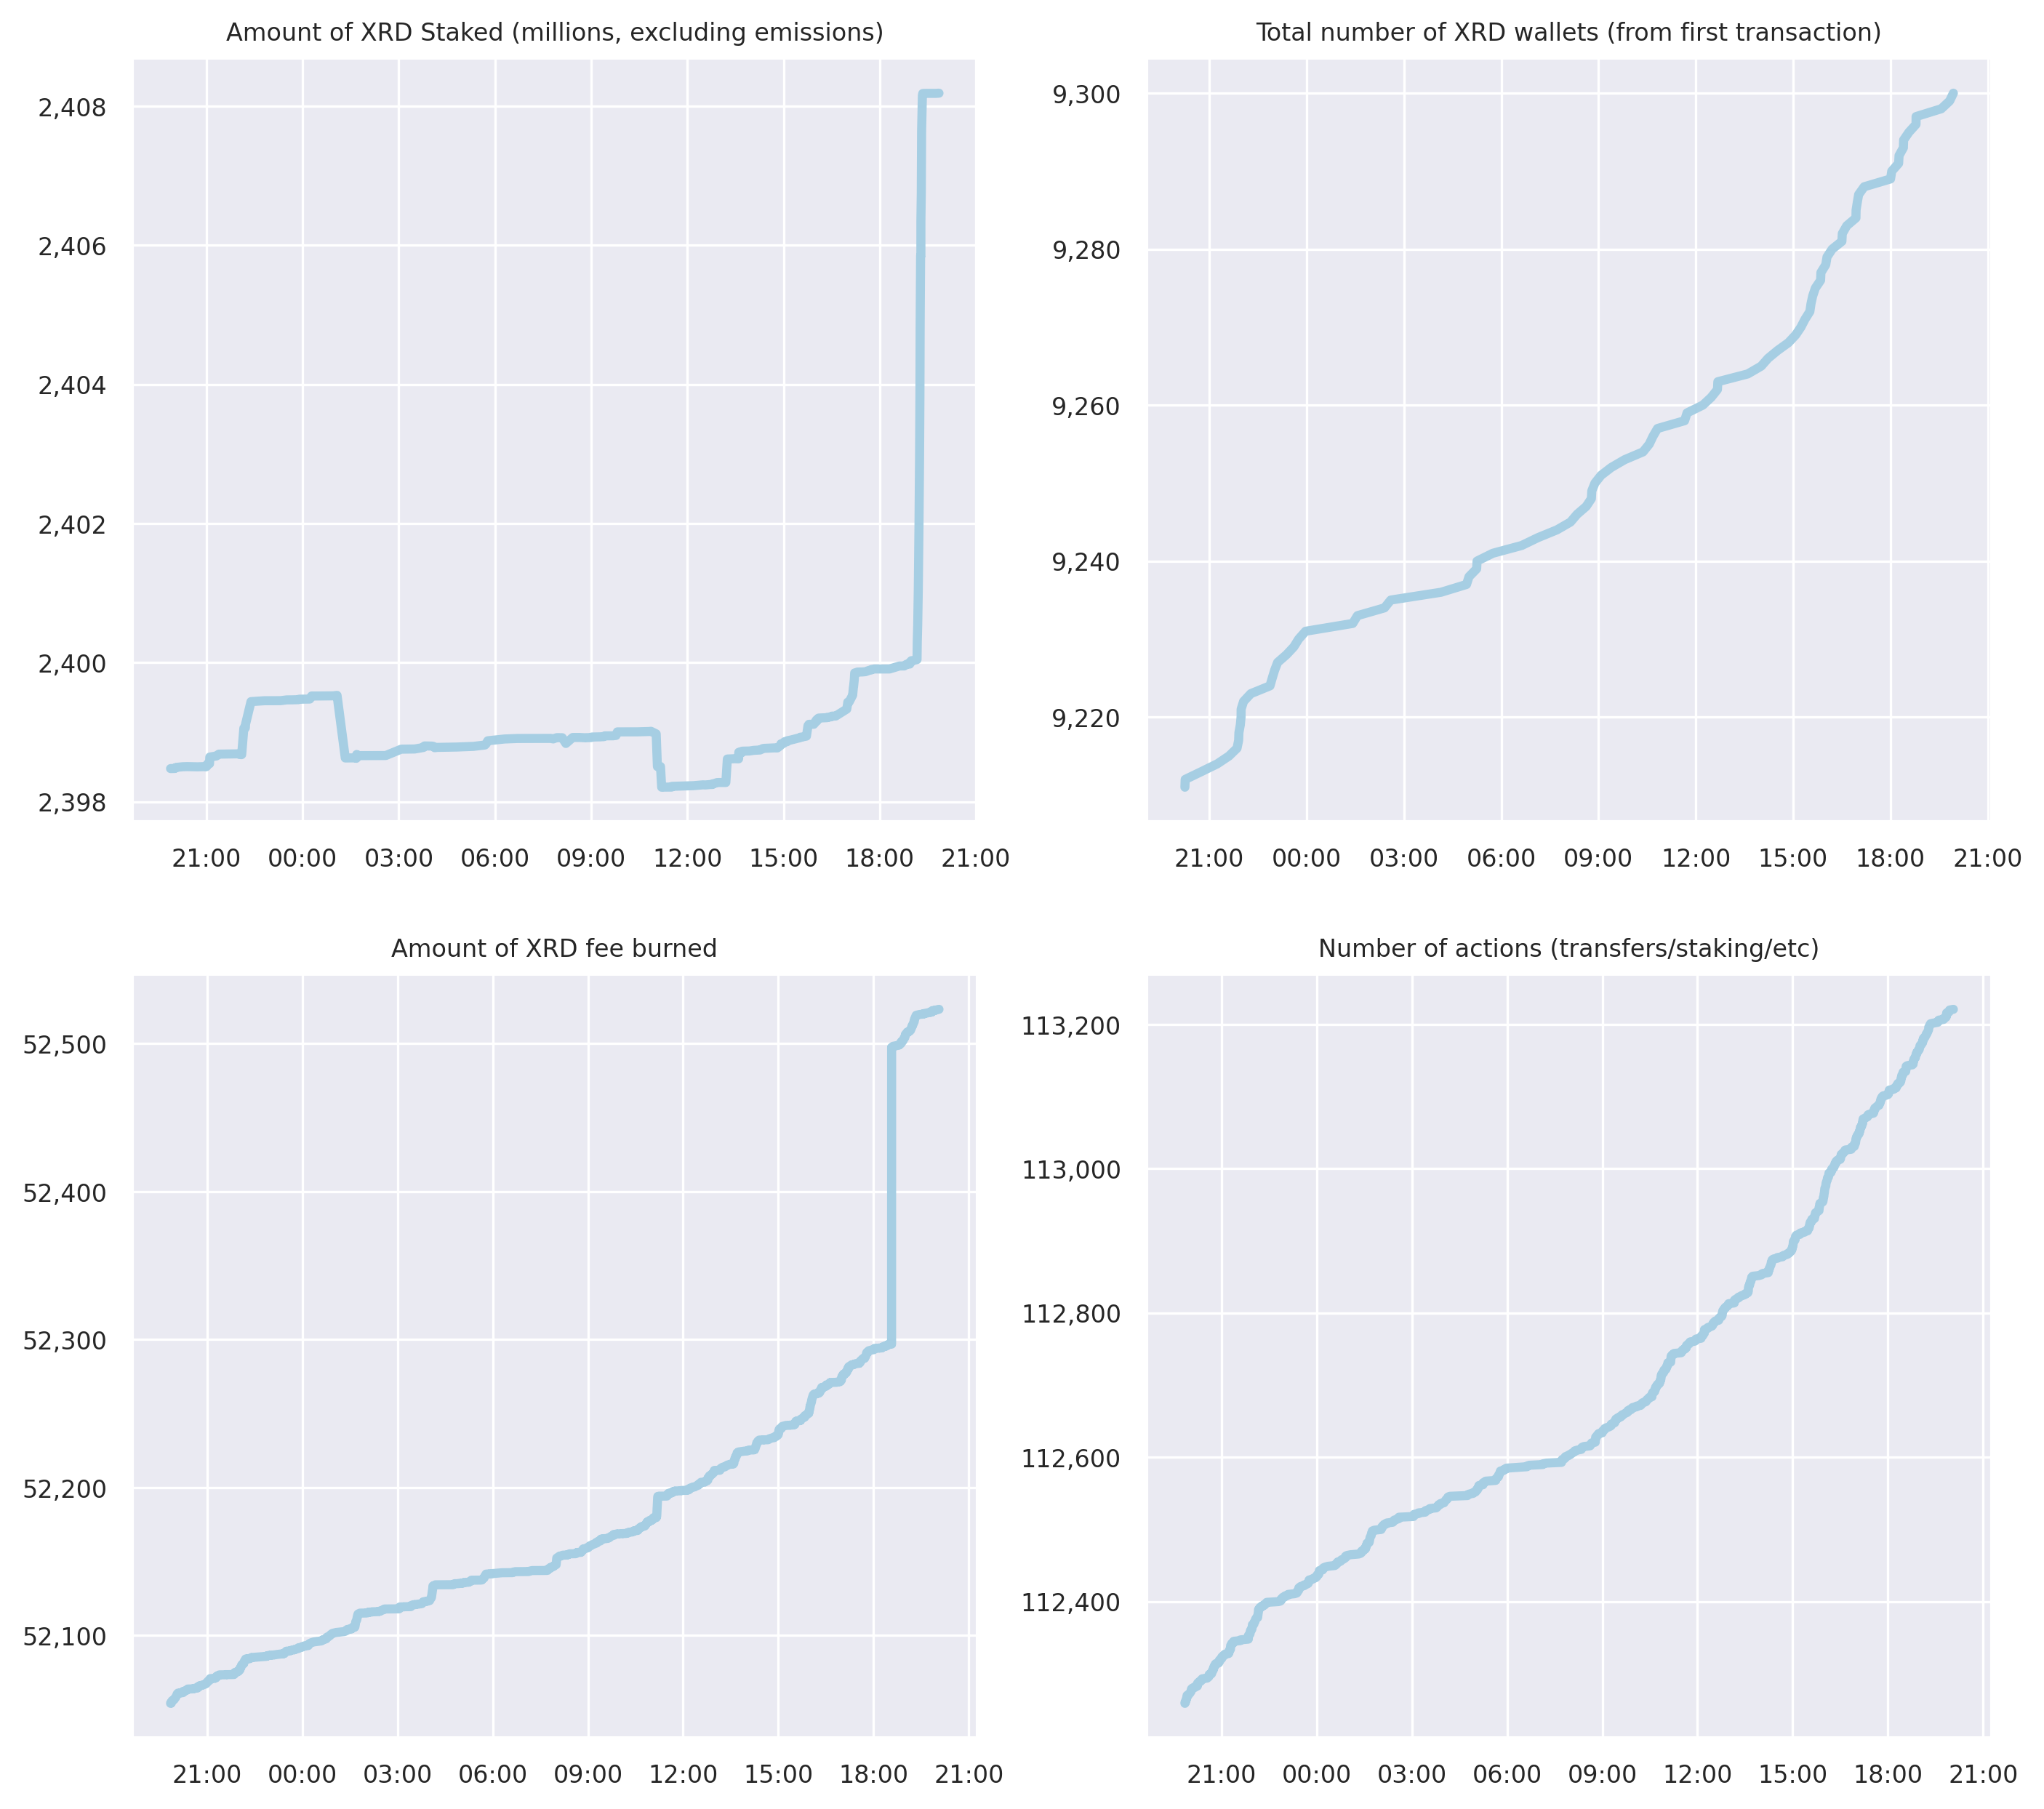 Amount of XRD Staked (millions, excluding emissions)
2,408
2,406
2,404
2,402
2,400
2,398
21:00 00:00 03:00 06:00 09:00 12:00 15:00 18:00 21:00
Total number of XRD wallets (from first transaction)
9,300
9,280
9,260
9,240
9,220
21:00 00:00 03:00 06:00 09:00 12:00 15:00 18:00 21:00
Amount of XRD fee burned
52,500
52,400
52,300
52,200
52,100
21:00 00:00 03:00 06:00 09:00 12:00 15:00 18:00 21:00
Number of actions (transfers/staking/etc)
113,200
113,000
112,800
112,600
112,400
21:00 00:00 03:00 06:00 09:00 12:00 15:00 18:00 21:00